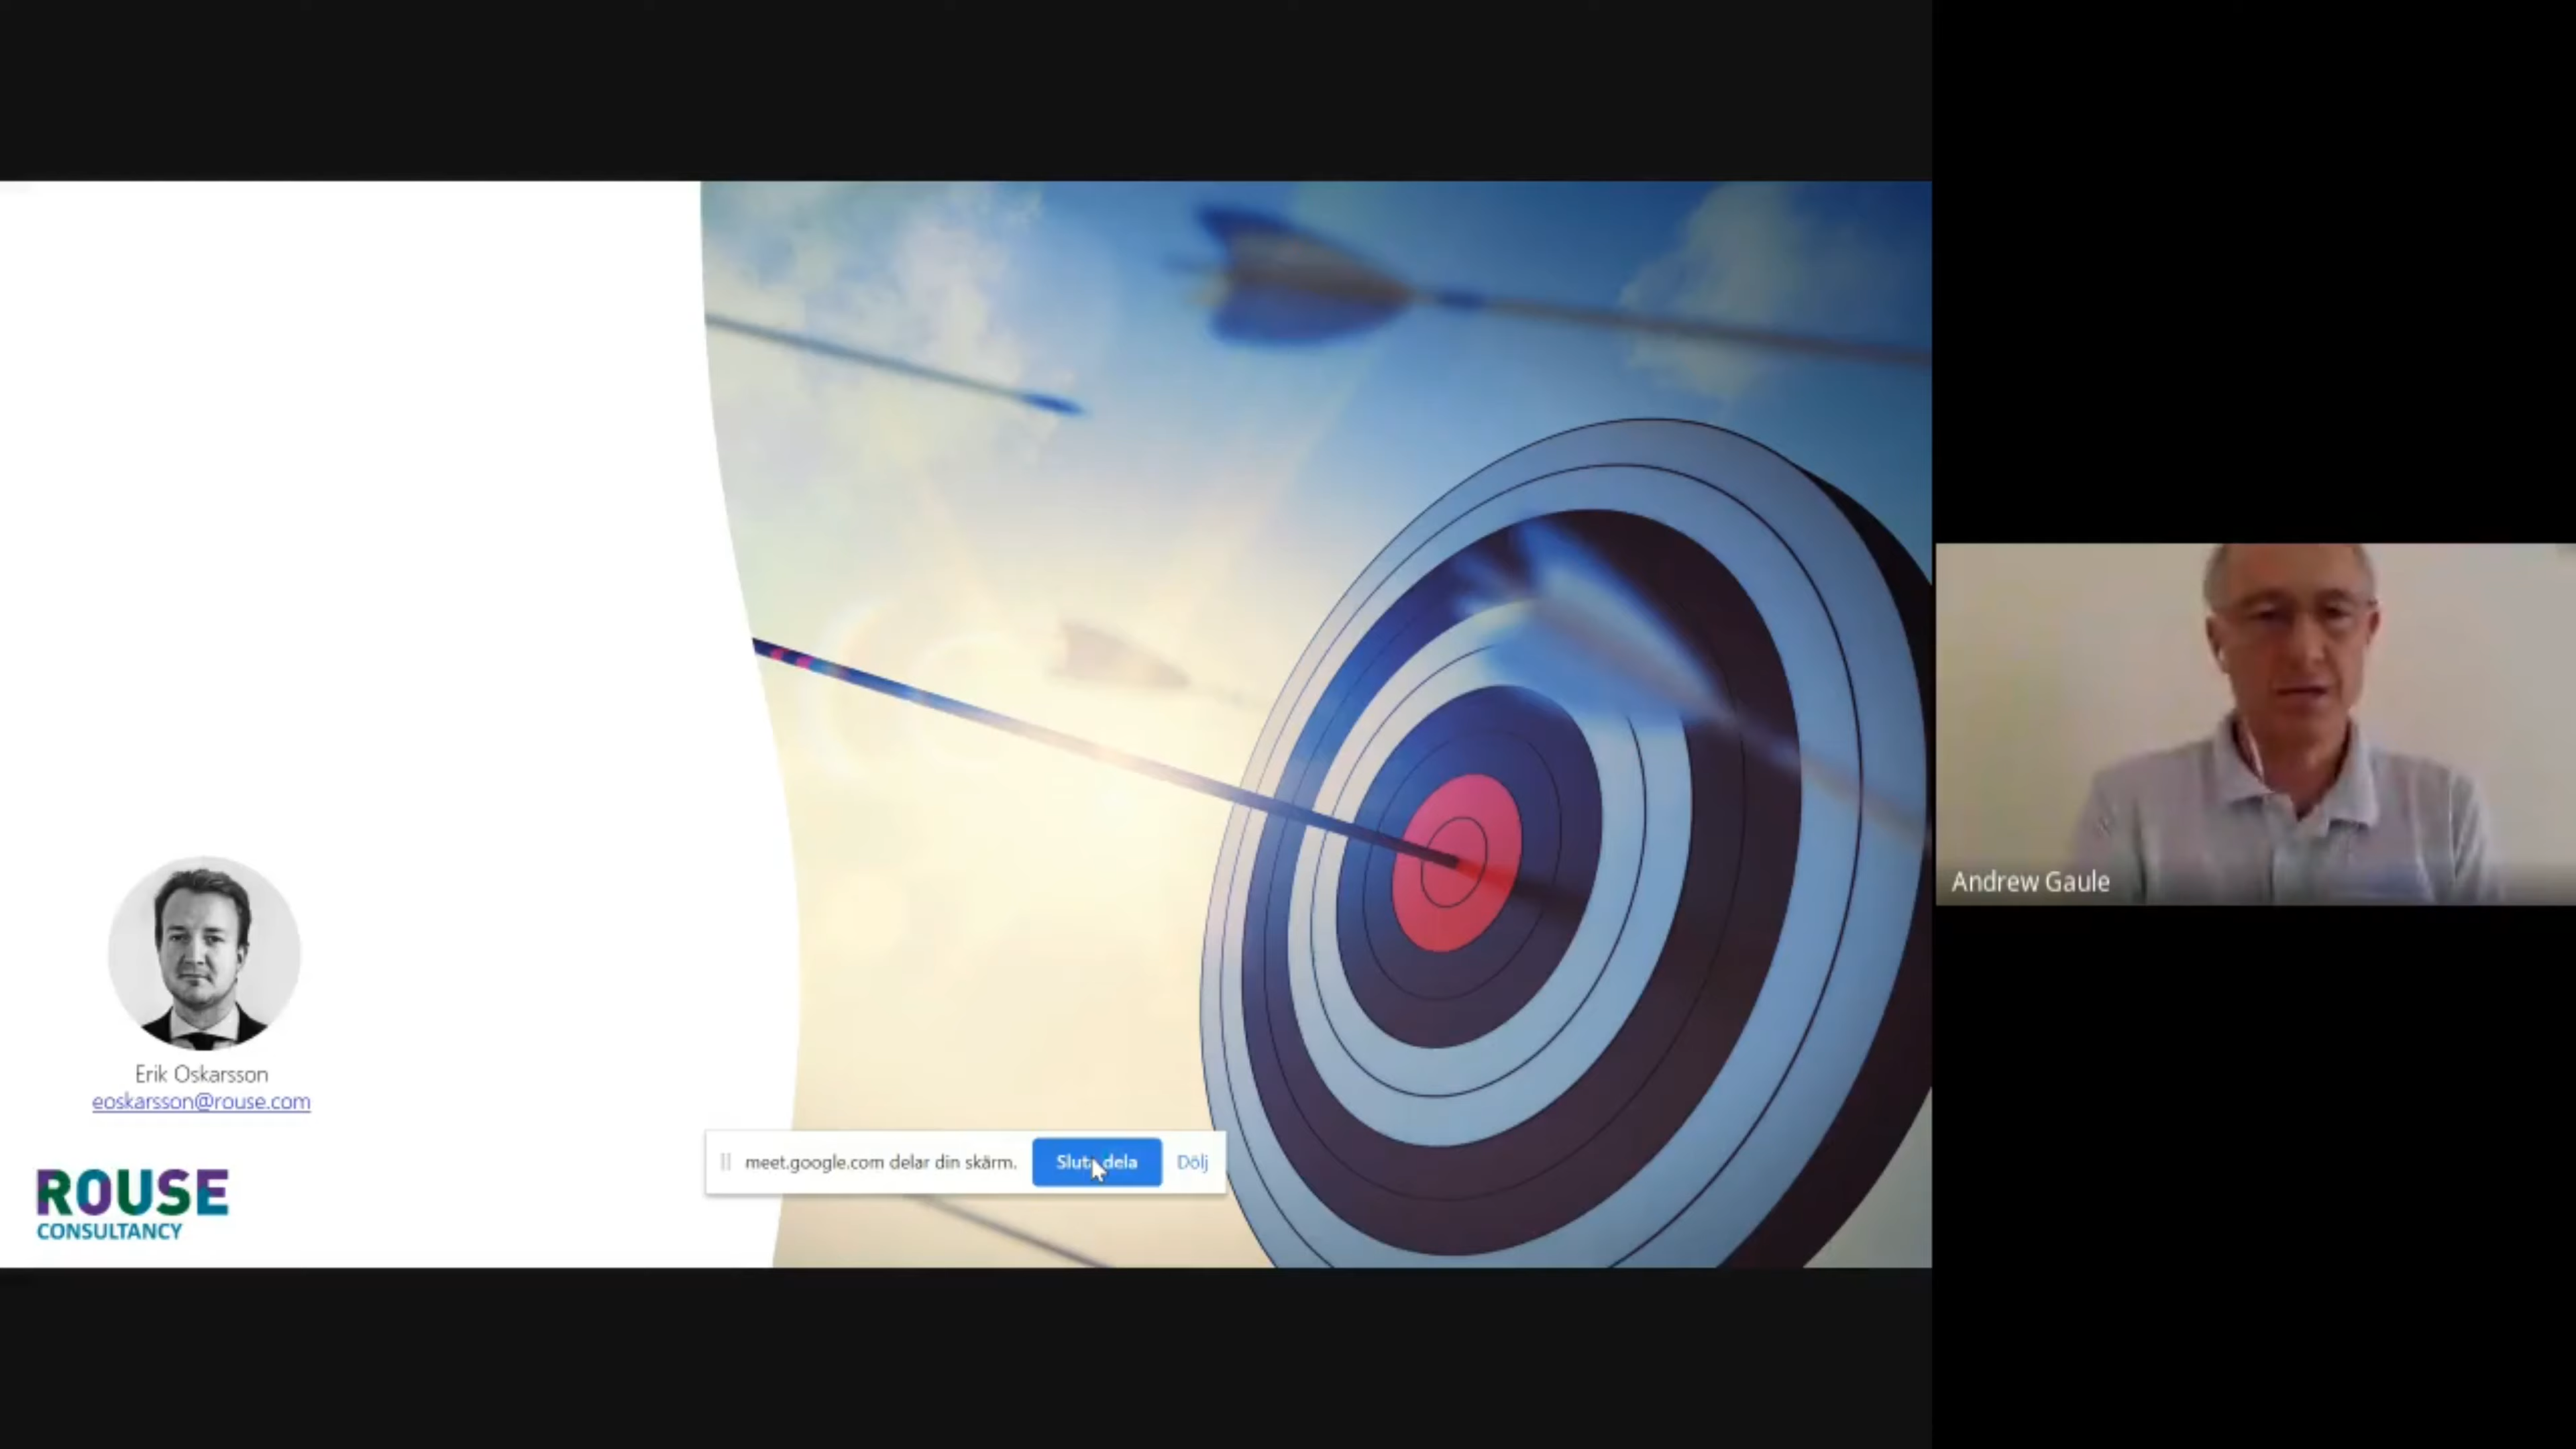 Erik Oskarsson
eoskarsson@rouse.com
ROUSE
CONSULTANCY
meet.google.com delar din skärm.
Sluta dela
Dölj
Andrew Gaule